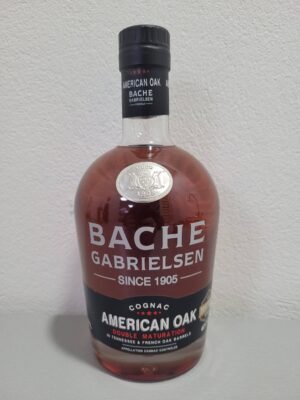 AMERICAN OAK
BACHE
GABRIELSEN
BACHE
GABRIELSEN
SINCE 1905
COGNAC
AMERICAN OAK
DOUBLE MATURATION
IN TENNESSEE & FRENCH OAK BARRELS
APPELLATION COGNAC CONTROLEE